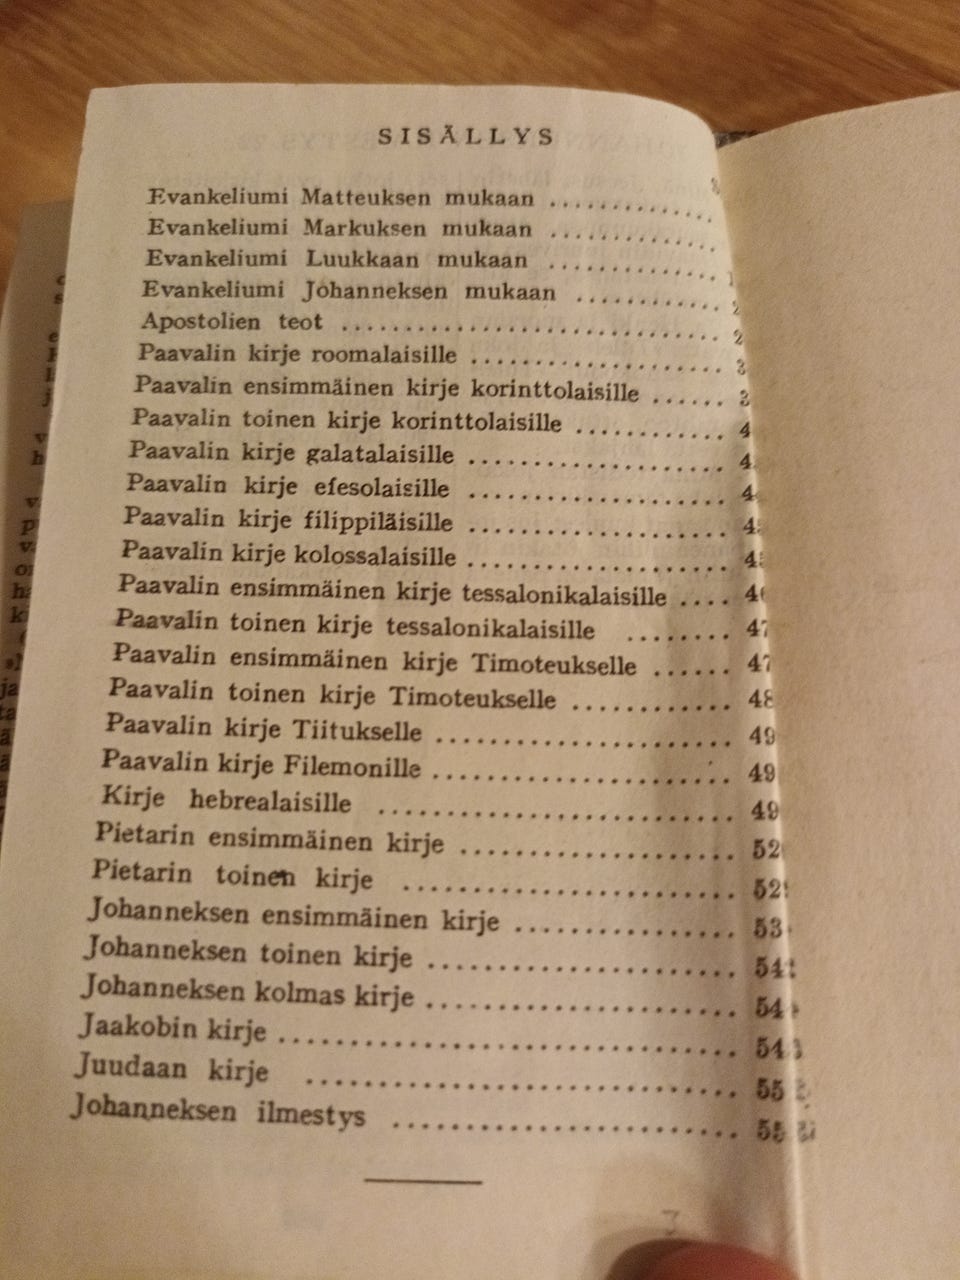 SISÄLLYS
Evankeliumi Matteuksen mukaan ..............
Evankeliumi Markuksen mukaan ..............
Evankeliumi Luukkaan mukaan ..............
Evankeliumi Johanneksen mukaan ............
Apostolien teot ............................
Paavalin kirje roomalaisille .....................
Paavalin ensimmäinen kirje korinttolaisille ......
Paavalin toinen kirje korinttolaisille ............
Paavalin kirje galatalaisille .....................
Paavalin kirje efesolaisille .....................
Paavalin kirje filippiläisille .....................
Paavalin kirje kolossalaisille .....................
Paavalin ensimmäinen kirje tessalonikalaisille ....
Paavalin toinen kirje tessalonikalaisille ........
Paavalin ensimmäinen kirje Timoteukselle ......
Paavalin toinen kirje Timoteukselle ............
Paavalin kirje Tiitukselle ........................
Paavalin kirje Filemonille ........................
Kirje hebrealaisille ...........................
Pietarin ensimmäinen kirje .....................
Pietarin toinen kirje ...........................
Johanneksen ensimmäinen kirje ................
Johanneksen toinen kirje ........................
Johanneksen kolmas kirje ........................
Jaakobin kirje ....................................
Juudaan kirje .................................
Johanneksen ilmestys ...........................